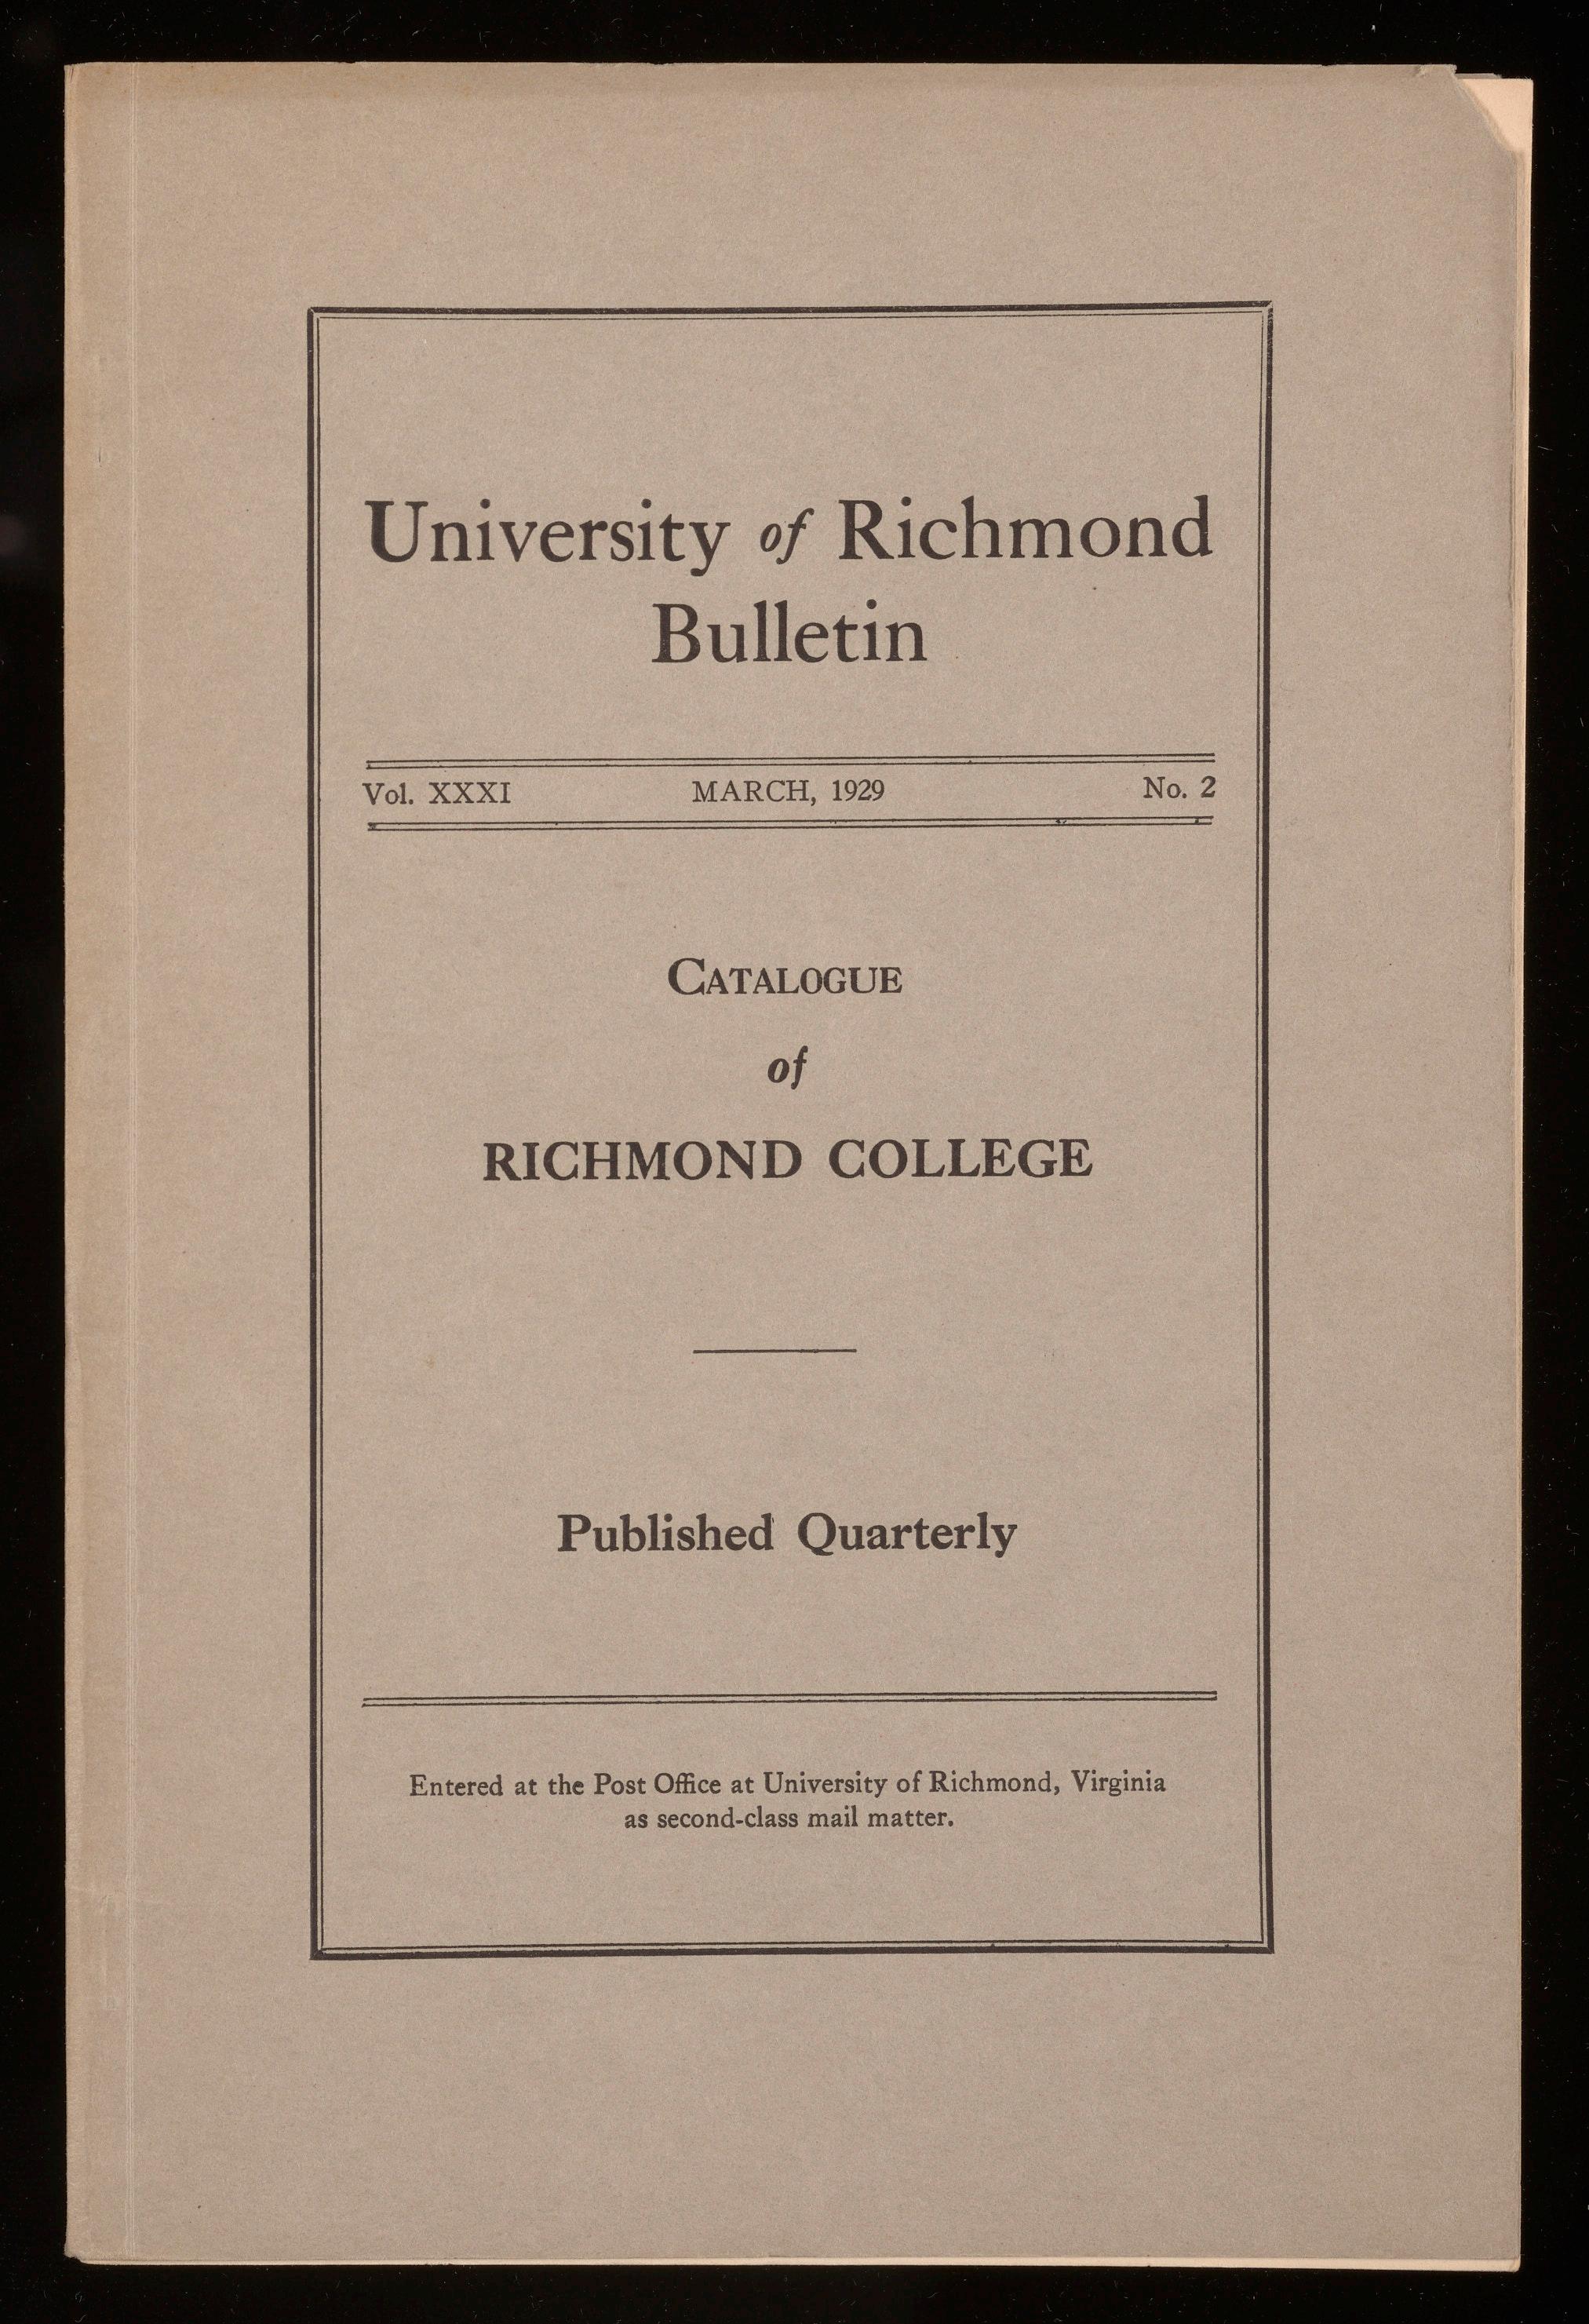 University of Richmond
Bulletin
Vol. XXXI MARCH, 1929 No. 2
CATALOGUE
of
RICHMOND COLLEGE
Published Quarterly
Entered at the Post Office at University of Richmond, Virginia
as second-class mail matter.